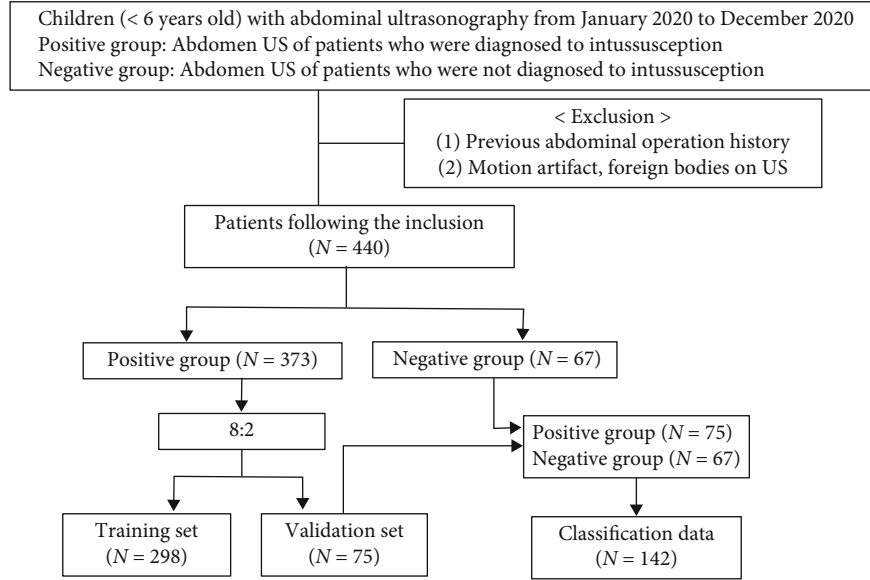 Children (< 6 years old) with abdominal ultrasonography from January 2020 to December 2020
Positive group: Abdomen US of patients who were diagnosed to intussusception
Negative group: Abdomen US of patients who were not diagnosed to intussusception
< Exclusion >
(1) Previous abdominal operation history
(2) Motion artifact, foreign bodies on US
Patients following the inclusion
(N = 440)
Positive group (N = 373)
Negative group (N = 67)
8:2
Positive group (N = 75)
Negative group (N = 67)
Training set
(N = 298)
Validation set
(N = 75)
Classification data
(N = 142)